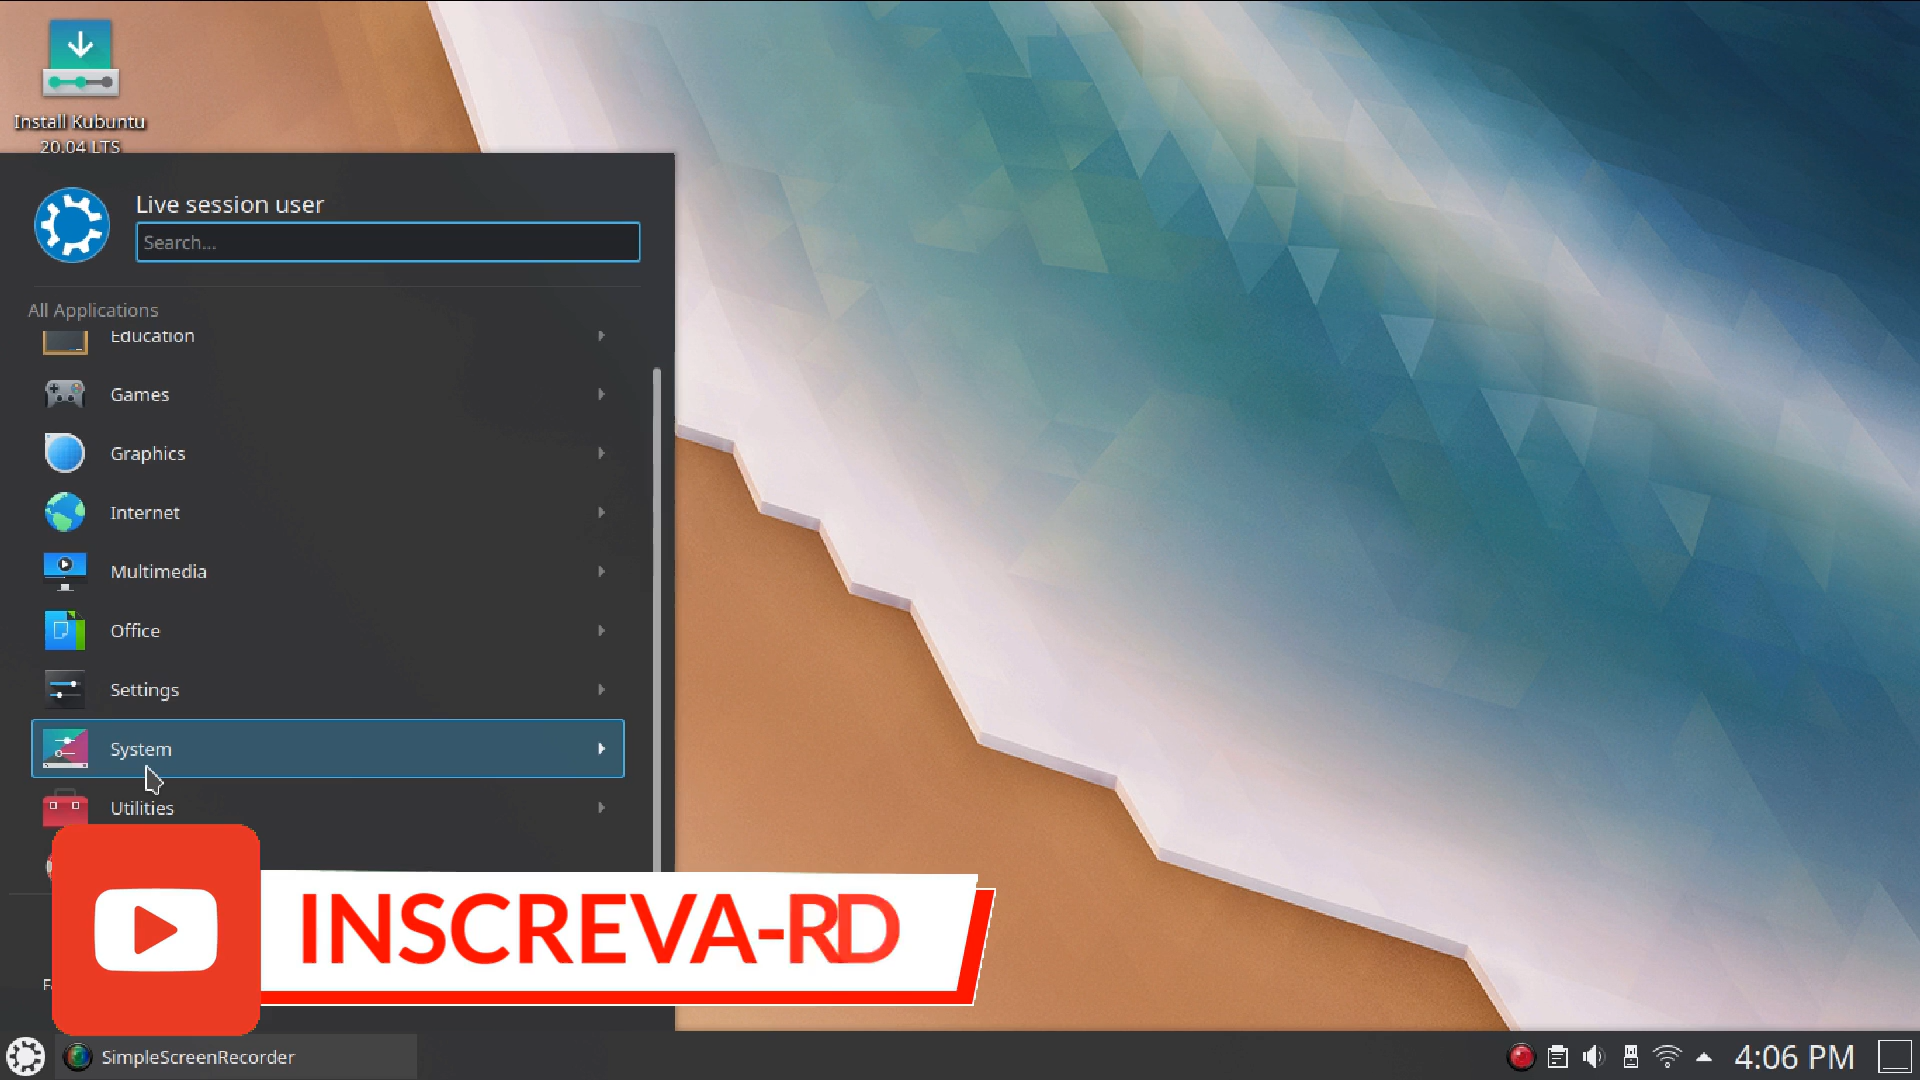 Install Kubuntu
20.04 LTS
Live session user
Search...
All Applications
Education
Games
Graphics
Internet
Multimedia
Office
Settings
System
Utilities
INSCREVA-RD
SimpleScreenRecorder
4:06 PM